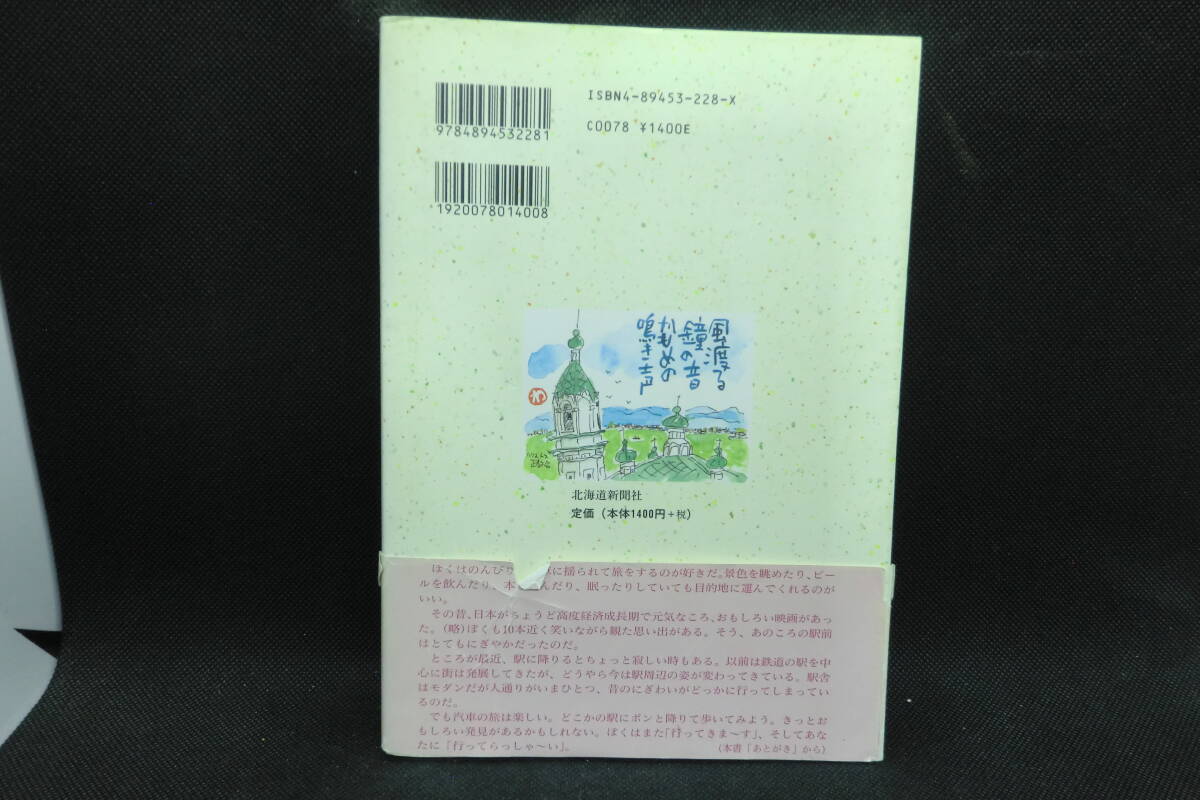 9784894532281
ISBN4-89453-228-X
C0078 ¥1400E
1920078014008
風渡る
鐘の音
かもめの
鳴き声
北海道新聞社
定価(本体1400円+税)
ぼくはのんびり に揺られて旅をするのが好きだ。景色を眺めたり、ビー
ルを飲んだり、本 んだり、眠ったりしていても目的地に運んでくれるのが
いい。
その昔、日本がちょうど高度経済成長期で元気なころ、おもしろい映画があっ
た。(略)ぼくも10本近く笑いながら観た思い出がある。そう、あのころの駅前
はとてもにぎやかだったのだ。
ところが最近、駅に降りるとちょっと寂しい時もある。以前は鉄道の駅を中
心に街は発展してきたが、どうやら今は駅周辺の姿が変わってきている。駅舎
はモダンだが人通りがいまひとつ、昔のにぎわいがどっかに行ってしまってい
るのだ。
でも汽車の旅は楽しい。どこかの駅にポンと降りて歩いてみよう。きっとお
もしろい発見があるかもしれない。ぼくはまた「行ってきま〜す」、そしてあな
たに「行ってらっしゃ〜い」。
(本書「あとがき」から)